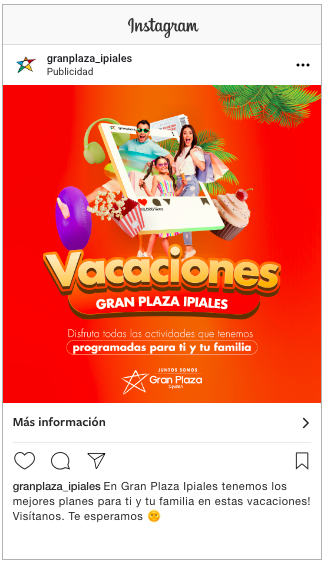 Instagram
granplaza_ipiales
Publicidad
Vacaciones
GRAN PLAZA IPIALES
Disfruta todas las actividades que tenemos
programadas para ti y tu familia
JUNTOS SOMOS
Gran Plaza
Ipiales
Más información
granplaza_ipiales En Gran Plaza Ipiales tenemos los
mejores planes para ti y tu familia en estas vacaciones!
Visítanos. Te esperamos 🤗